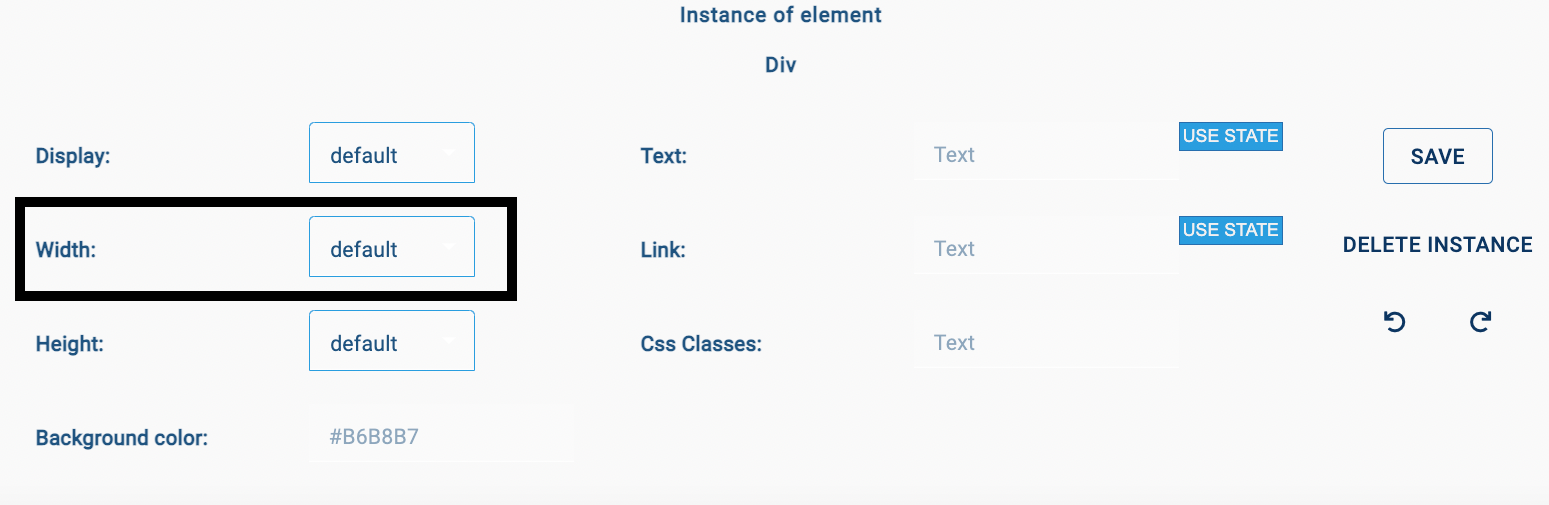 Instance of element
Div
Display: default Text: Text USE STATE SAVE
Width: default Link: Text USE STATE DELETE INSTANCE
Height: default Css Classes: Text
Background color: #B6B8B7